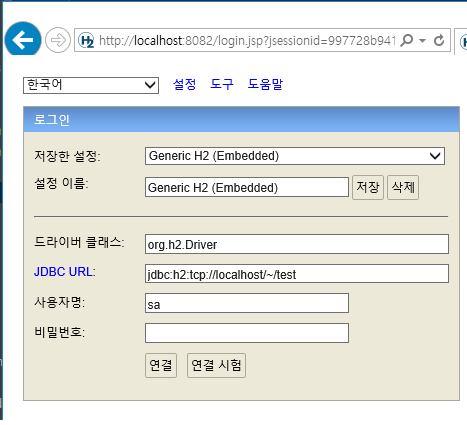 H2 http://localhost:8082/login.jsp?jsessionid=997728b941
한국어 설정 도구 도움말
로그인
저장한 설정: Generic H2 (Embedded)
설정 이름: Generic H2 (Embedded) 저장 삭제
드라이버 클래스: org.h2.Driver
JDBC URL: jdbc:h2:tcp://localhost/~/test
사용자명: sa
비밀번호:
연결 연결 시험